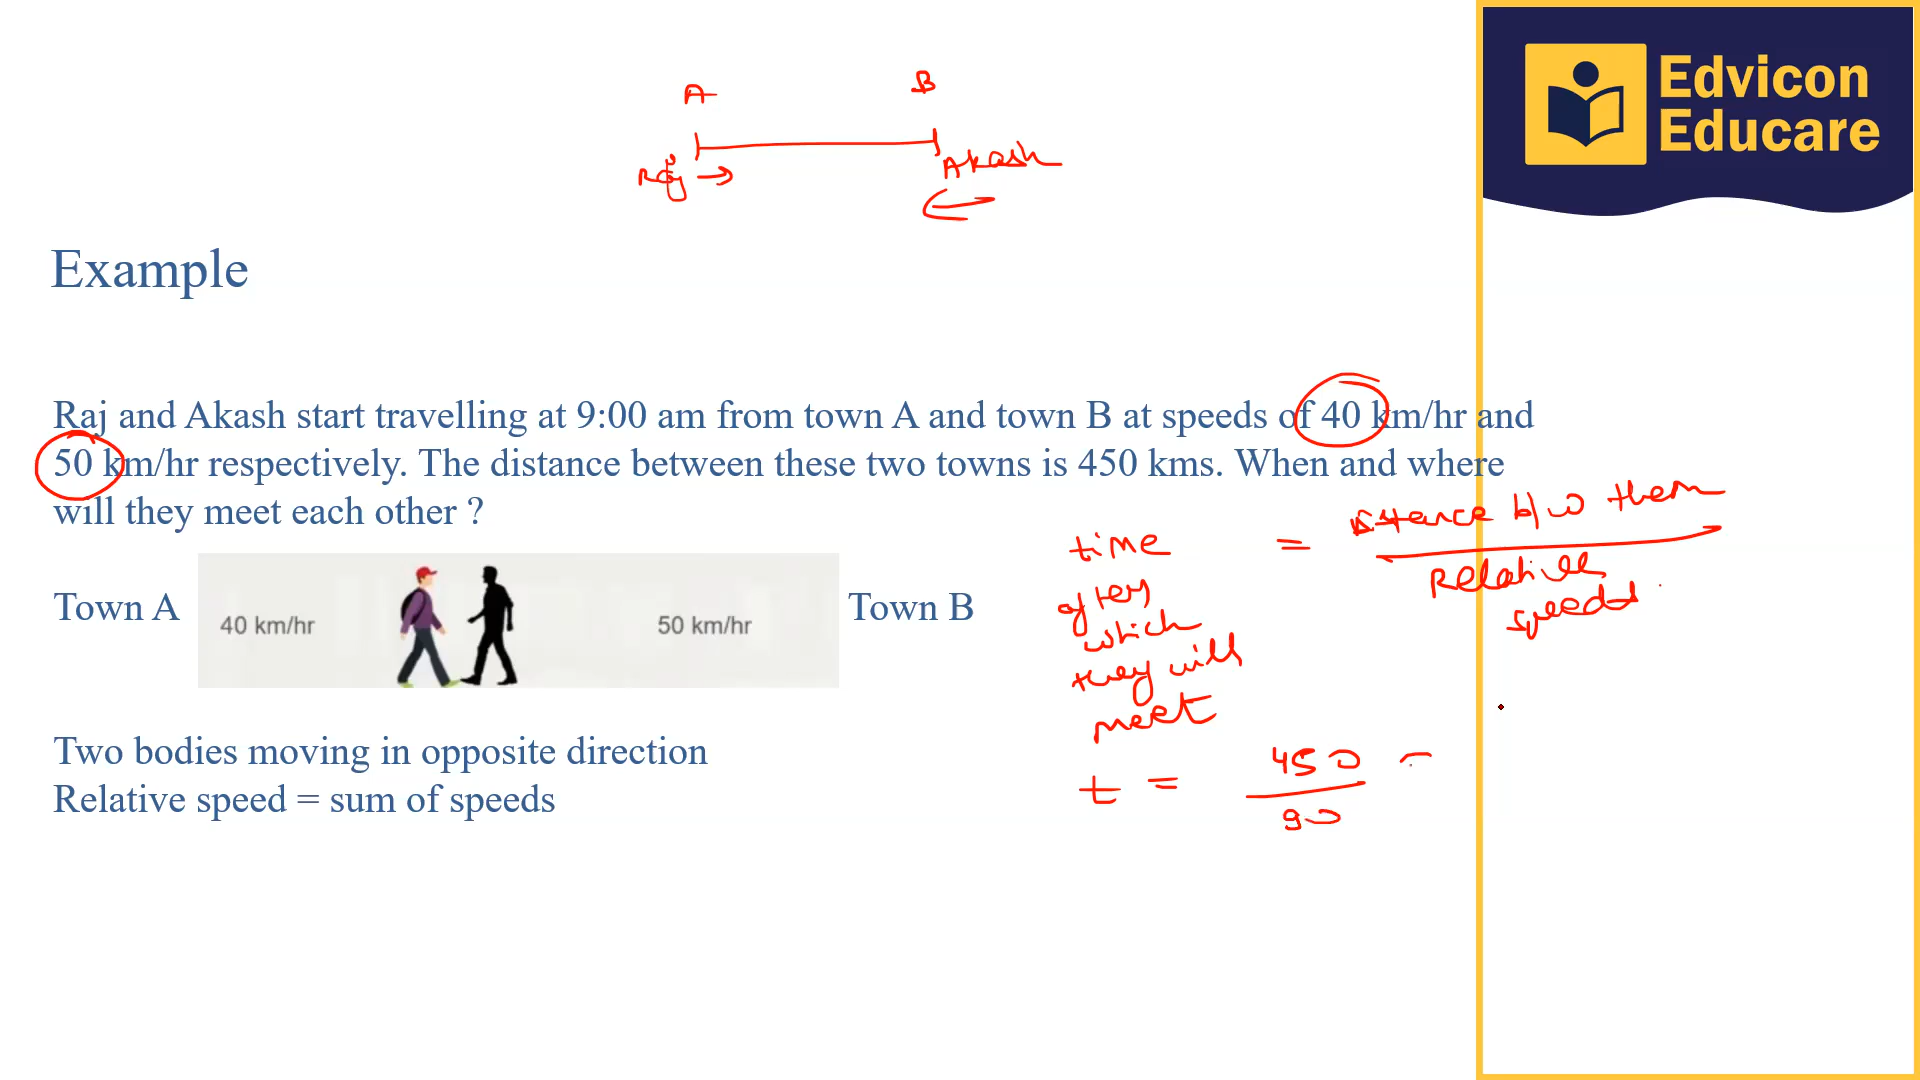 A
B
Raj
Akash
Edvicon
Educare
Example
Raj and Akash start travelling at 9:00 am from town A and town B at speeds of 40 km/hr and
50 km/hr respectively. The distance between these two towns is 450 kms. When and where
will they meet each other ?
time
after
which
they will
meet
=
distance b/w them
Relative
speed
Town A
40 km/hr
50 km/hr
Town B
Two bodies moving in opposite direction
Relative speed = sum of speeds
t = 450
90